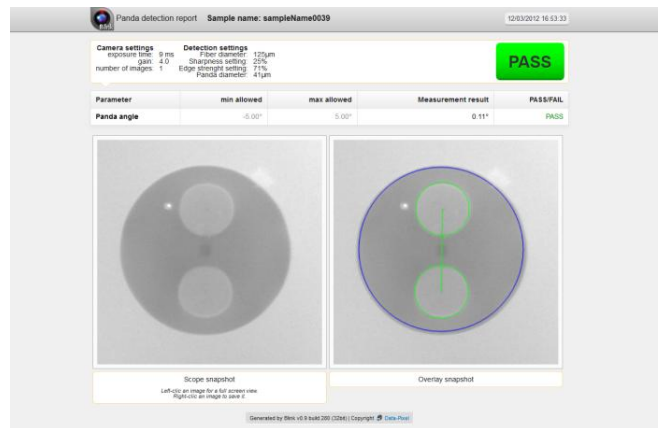 Panda detection report Sample name: sampleName0039 12/03/2012 16:53:33
Camera settings Detection settings
exposure time: 9 ms Fiber diameter: 125µm
gain: 4.0 Sharpness setting: 25%
number of images: 1 Edge strenght setting: 71%
Panda diameter: 41µm
PASS
Parameter min allowed max allowed Measurement result PASS/FAIL
Panda angle -5.00° 5.00° 0.11° PASS
Scope snapshot Overlay snapshot
Left-clic an image for a full screen view.
Right-clic an image to save it.
Generated by Blink v0.9 build 280 (32bit) | Copyright Data-Pixel